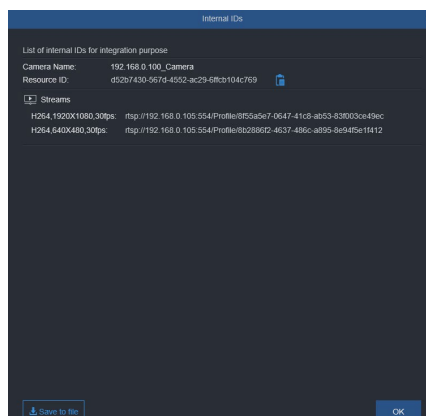 Internal IDs
List of internal IDs for integration purpose
Camera Name: 192.168.0.100_Camera
Resource ID: d52b7430-567d-4552-ac29-6ffcb104c769
Streams
H264,1920X1080,30fps: rtsp://192.168.0.105:554/Profile/8f55a5e7-0647-41c8-ab53-83f003ce49ec
H264,640X480,30fps: rtsp://192.168.0.105:554/Profile/8b2886f2-4637-486c-a895-8e94f5e1f412
Save to file
OK